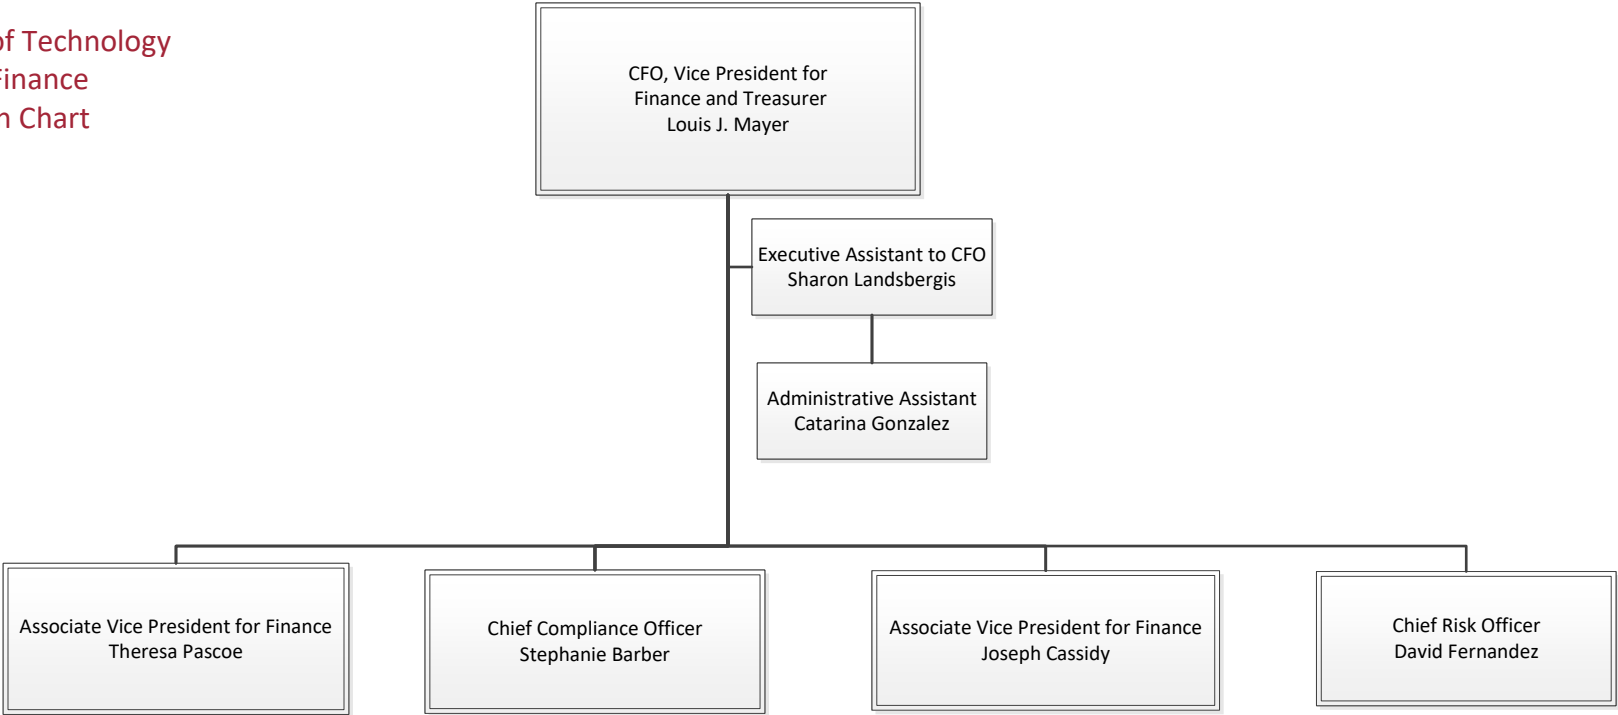 of Technology
Finance
Chart
CFO, Vice President for
Finance and Treasurer
Louis J. Mayer
Executive Assistant to CFO
Sharon Landsbergis
Administrative Assistant
Catarina Gonzalez
Associate Vice President for Finance
Theresa Pascoe
Chief Compliance Officer
Stephanie Barber
Associate Vice President for Finance
Joseph Cassidy
Chief Risk Officer
David Fernandez